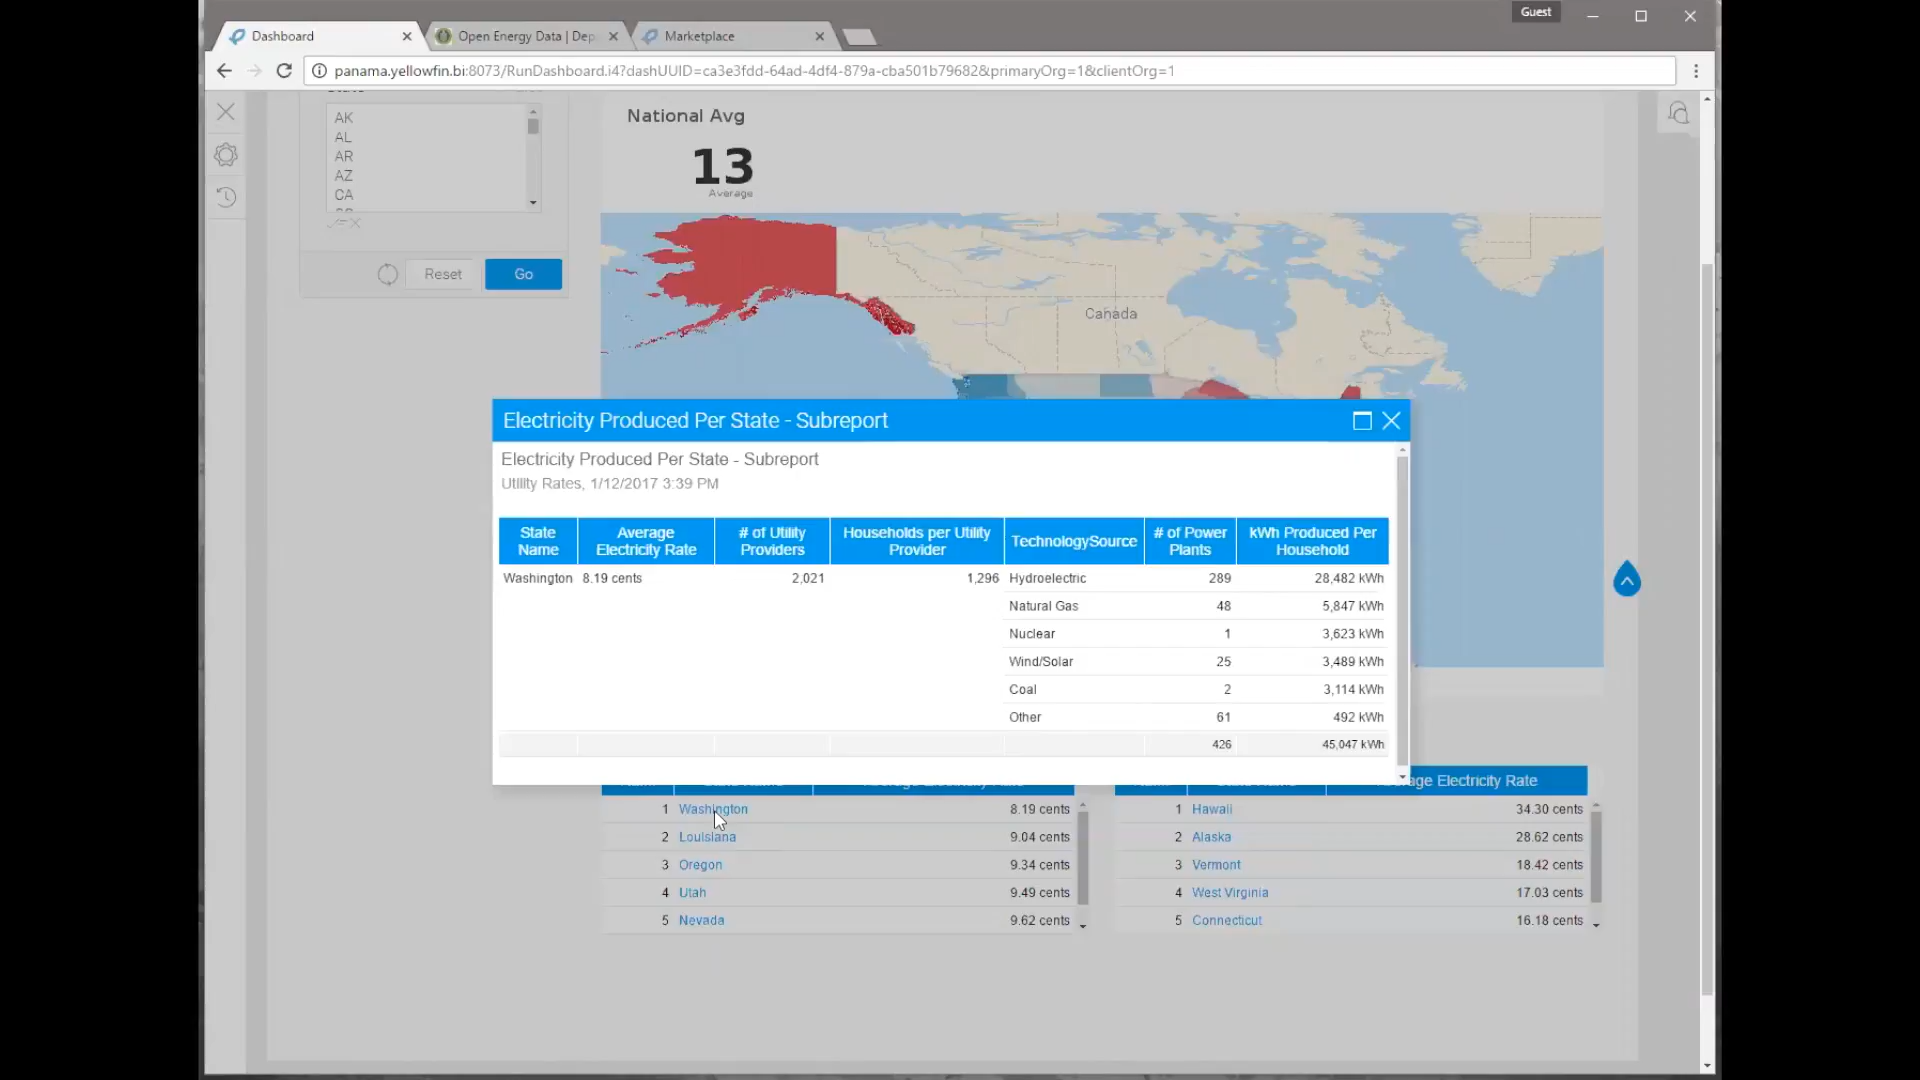 Guest
Dashboard
Open Energy Data | Dep
Marketplace
panama.yellowfin.bi:8073/RunDashboard.i4?dashUUID=ca3e3fdd-64ad-4df4-879a-cba501b79682&primaryOrg=1&clientOrg=1
AK
AL
AR
AZ
CA
Reset
Go
National Avg
13
Average
Canada
Electricity Produced Per State - Subreport
Electricity Produced Per State - Subreport
Utility Rates, 1/12/2017 3:39 PM
State Name Average Electricity Rate # of Utility Providers Households per Utility Provider TechnologySource # of Power Plants kWh Produced Per Household
Washington 8.19 cents 2,021 1,296 Hydroelectric 289 28,482 kWh
Natural Gas 48 5,847 kWh
Nuclear 1 3,623 kWh
Wind/Solar 25 3,489 kWh
Coal 2 3,114 kWh
Other 61 492 kWh
426 45,047 kWh
Electricity Rate
1 Washington 8.19 cents
2 Louisiana 9.04 cents
3 Oregon 9.34 cents
4 Utah 9.49 cents
5 Nevada 9.62 cents
1 Hawaii 34.30 cents
2 Alaska 28.62 cents
3 Vermont 18.42 cents
4 West Virginia 17.03 cents
5 Connecticut 16.18 cents